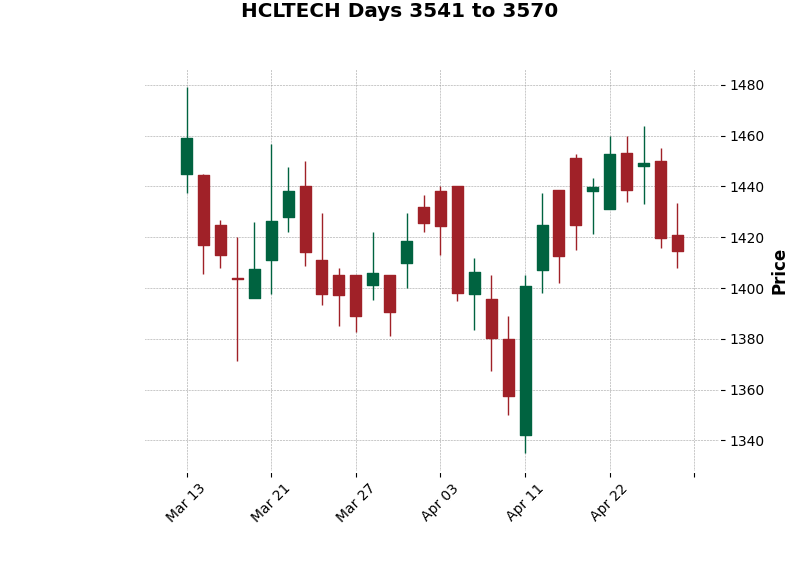 HCLTECH Days 3541 to 3570
1480
1460
1440
1420
1400
1380
1360
1340
Price
Mar 13
Mar 21
Mar 27
Apr 03
Apr 11
Apr 22